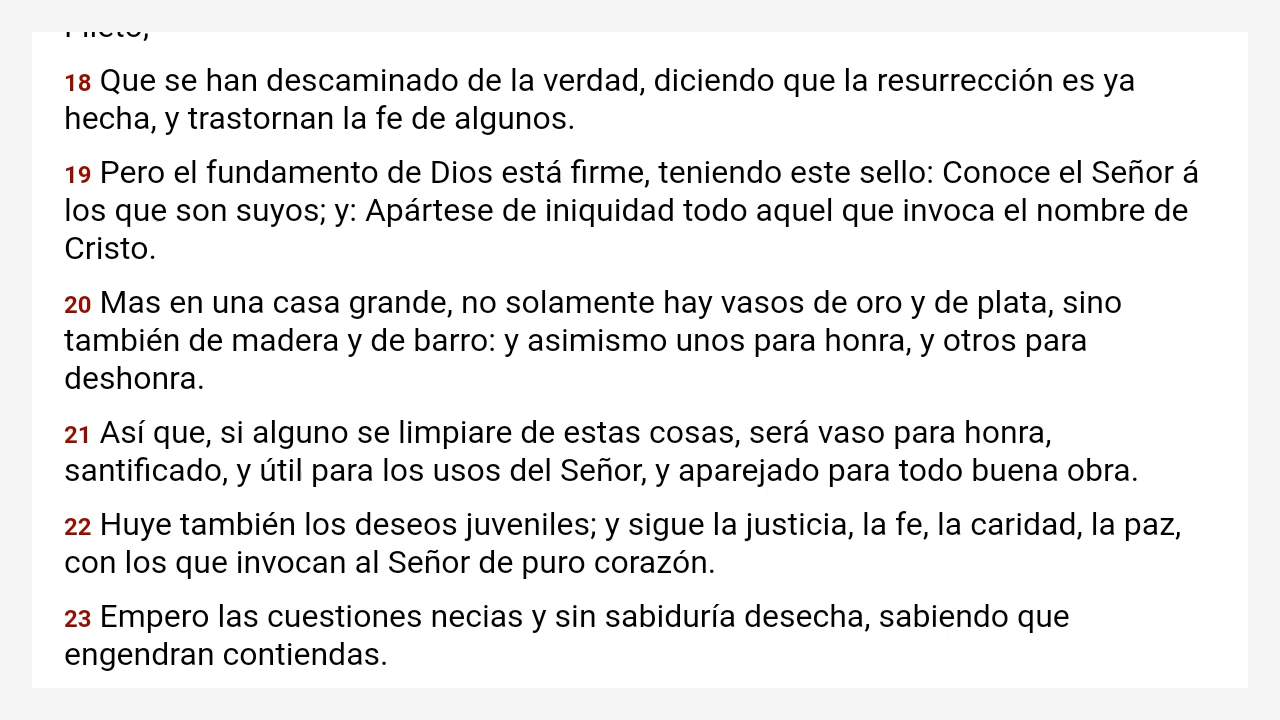 18 Que se han descaminado de la verdad, diciendo que la resurrección es ya
hecha, y trastornan la fe de algunos.
19 Pero el fundamento de Dios está firme, teniendo este sello: Conoce el Señor á
los que son suyos; y: Apártese de iniquidad todo aquel que invoca el nombre de
Cristo.
20 Mas en una casa grande, no solamente hay vasos de oro y de plata, sino
también de madera y de barro: y asimismo unos para honra, y otros para
deshonra.
21 Así que, si alguno se limpiare de estas cosas, será vaso para honra,
santificado, y útil para los usos del Señor, y aparejado para todo buena obra.
22 Huye también los deseos juveniles; y sigue la justicia, la fe, la caridad, la paz,
con los que invocan al Señor de puro corazón.
23 Empero las cuestiones necias y sin sabiduría desecha, sabiendo que
engendran contiendas.